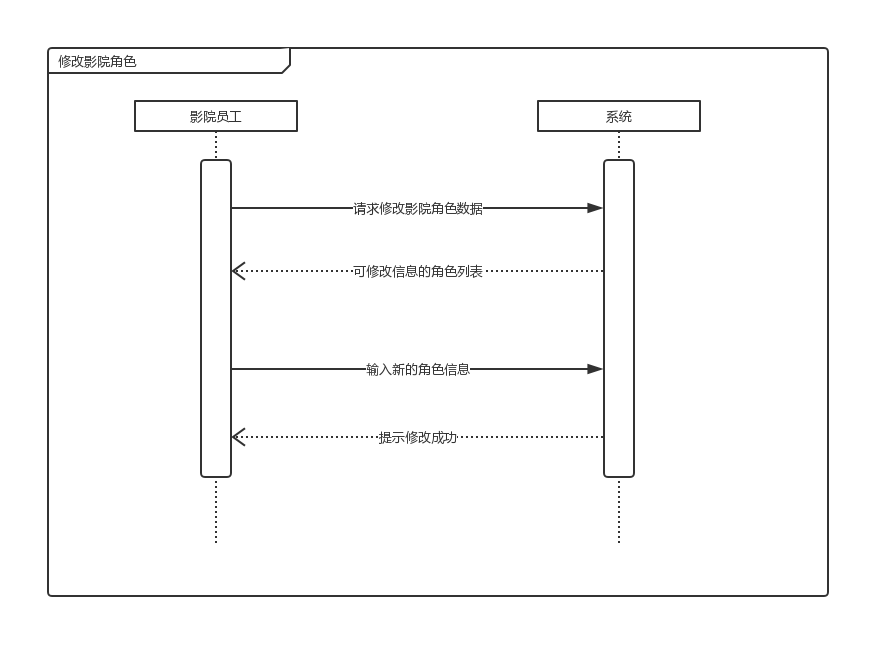 修改影院角色
影院员工
系统
请求修改影院角色数据
可修改信息的角色列表
输入新的角色信息
提示修改成功